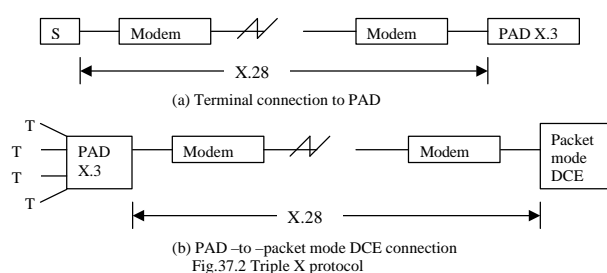 S Modem Modem PAD X.3
X.28
(a) Terminal connection to PAD
T
T
T
T
PAD
X.3
Modem Modem
Packet
mode
DCE
X.28
(b) PAD –to –packet mode DCE connection
Fig.37.2 Triple X protocol